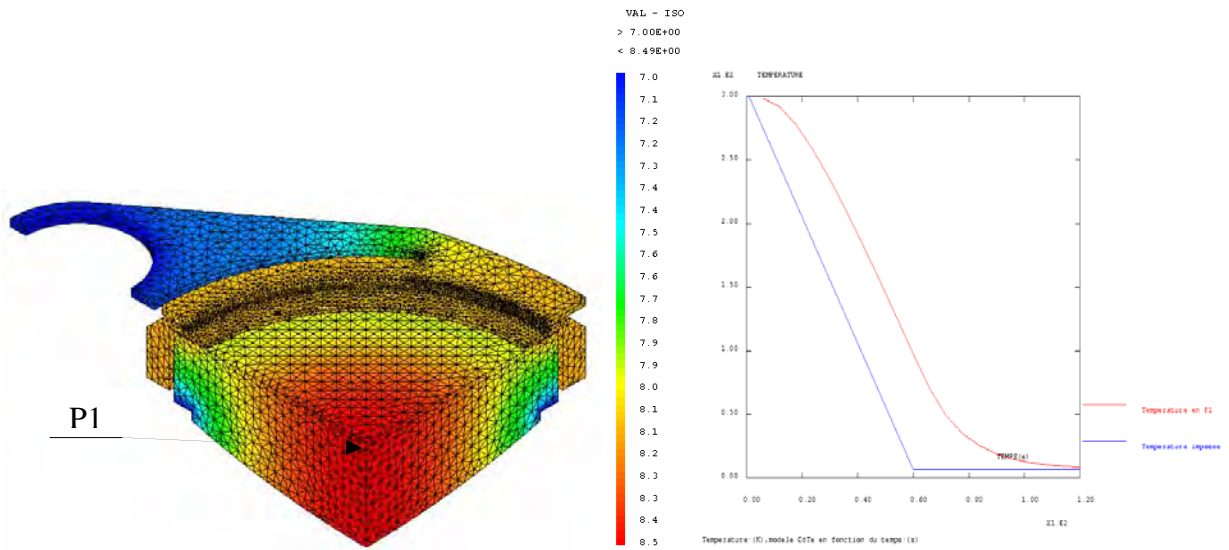 VAL - ISO
> 7.00E+00
< 8.49E+00
7.0
7.1
7.2
7.3
7.4
7.5
7.6
7.6
7.7
7.8
7.9
8.0
8.1
8.1
8.2
8.3
8.3
8.4
8.5
P1
X1.E2 TEMPERATURE
3.00
2.50
2.00
1.50
1.00
0.50
0.00
0.00 0.20 0.40 0.60 0.80 1.00 1.20
TEMPS(s)
X1.E2
Temperature en P1
Temperature imposee
Temperature (K),modele CdTe en fonction du temps (s)